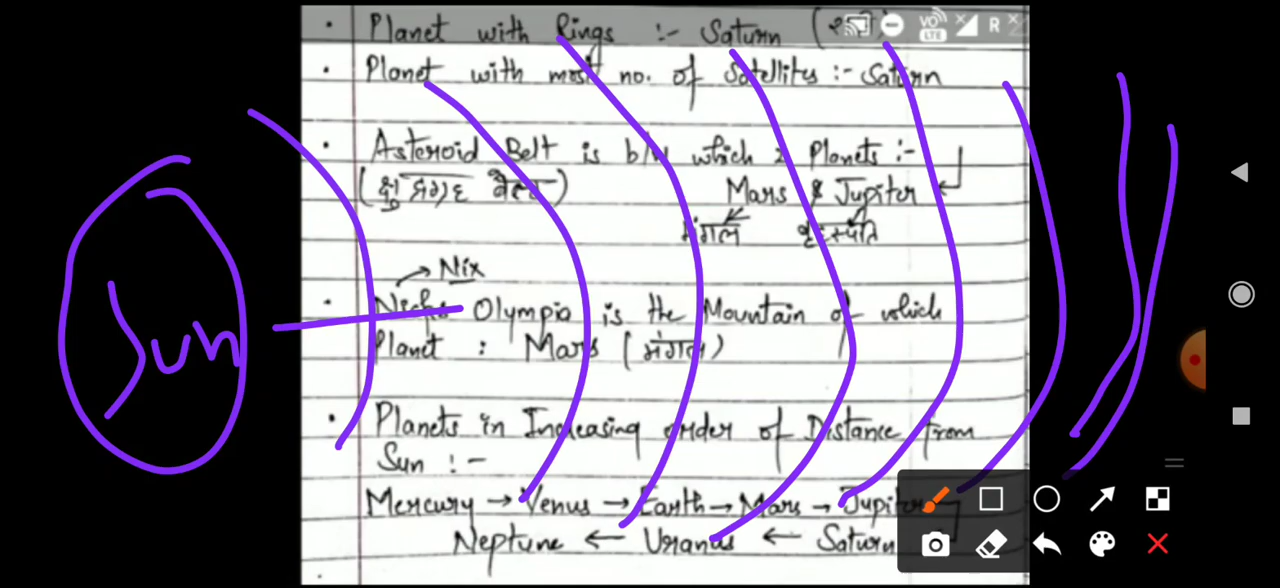 • Planet with Rings :- Saturn
VO LTE R
• Planet with most no. of Satellites :- Saturn
• Asteroid Belt is b/w which 2 Planets :-
Mars & Jupiter
मंगल बृहस्पति
→ Nix
• Olympia is the Mountain of which
Planet : Mars (मंगल)
Sun
• Planets in Increasing order of Distance from
Sun :-
Mercury → Venus → Earth → Mars → Jupiter
Neptune ← Uranus ← Saturn